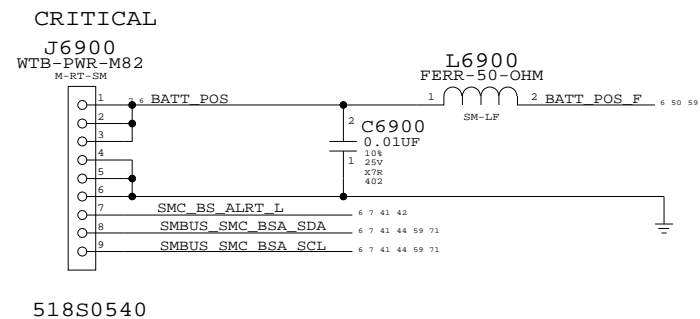 CRITICAL
J6900
WTB-PWR-M82
M-RT-SM
L6900
FERR-50-OHM
1 7 6 BATT_POS 1 2 BATT_POS_F 6 50 59
SM-LF
2
2 C6900
0.01UF
3
10%
4
1 25V
X7R
5
402
6
7 SMC_BS_ALRT_L 6 7 41 42
8 SMBUS_SMC_BSA_SDA 6 7 41 44 59 71
9 SMBUS_SMC_BSA_SCL 6 7 41 44 59 71
518S0540